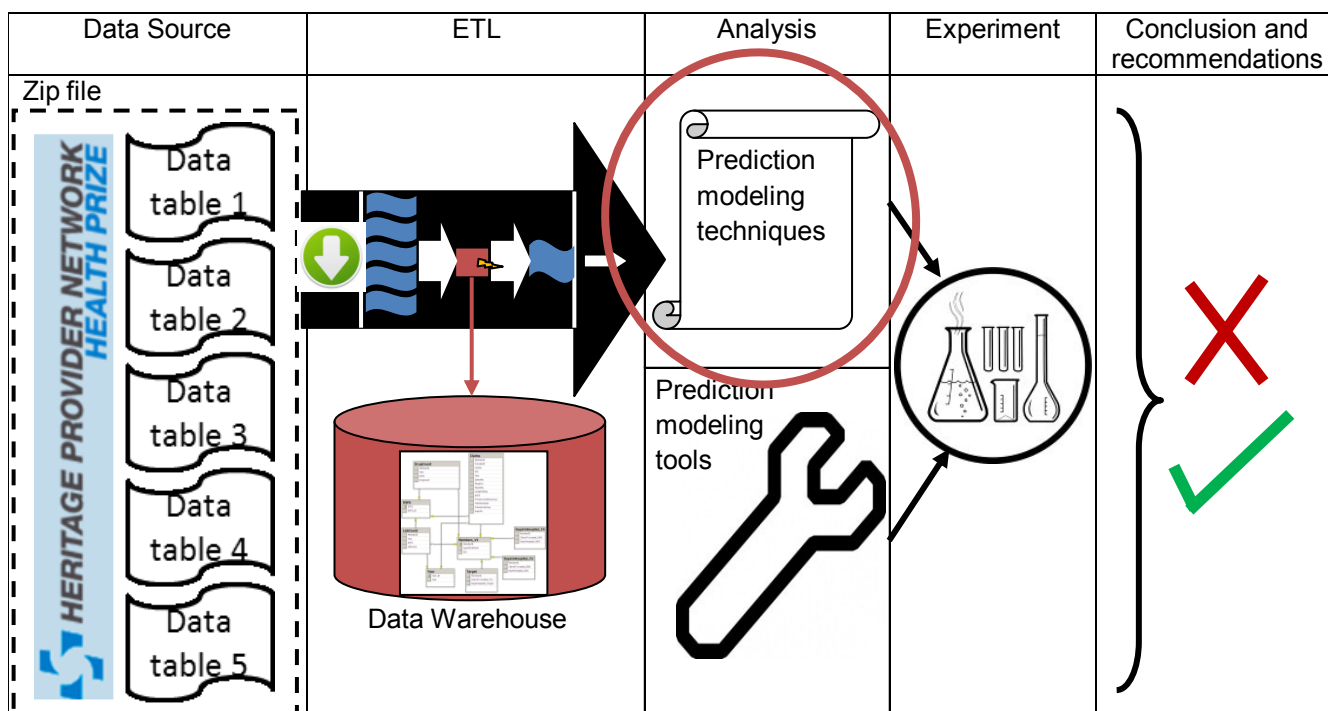 Data Source
ETL
Analysis
Experiment
Conclusion and
recommendations
Zip file
HERITAGE PROVIDER NETWORK
HEALTH PRIZE
Data
table 1
Data
table 2
Data
table 3
Data
table 4
Data
table 5
Data Warehouse
Prediction
modeling
techniques
Prediction
modeling
tools